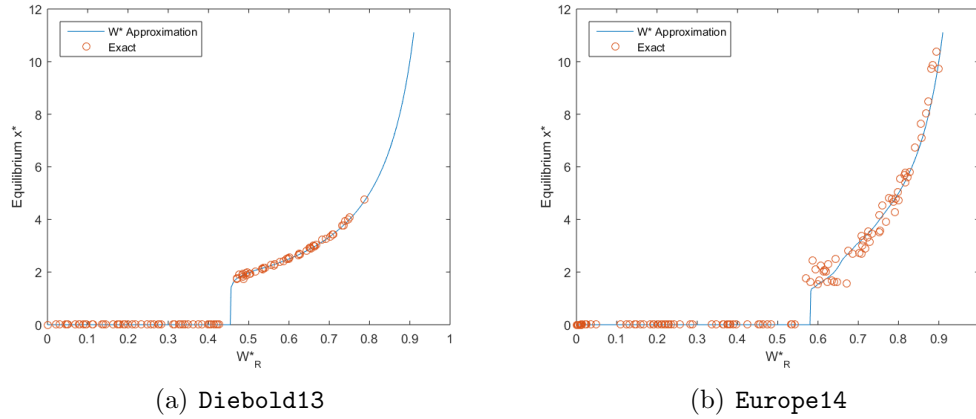 12
10
8
6
4
2
0
Equilibrium x*
W* Approximation
Exact
0 0.1 0.2 0.3 0.4 0.5 0.6 0.7 0.8 0.9 1
W*R
(a) Diebold13
12
10
8
6
4
2
0
Equilibrium x*
W* Approximation
Exact
0 0.1 0.2 0.3 0.4 0.5 0.6 0.7 0.8 0.9
W*R
(b) Europe14